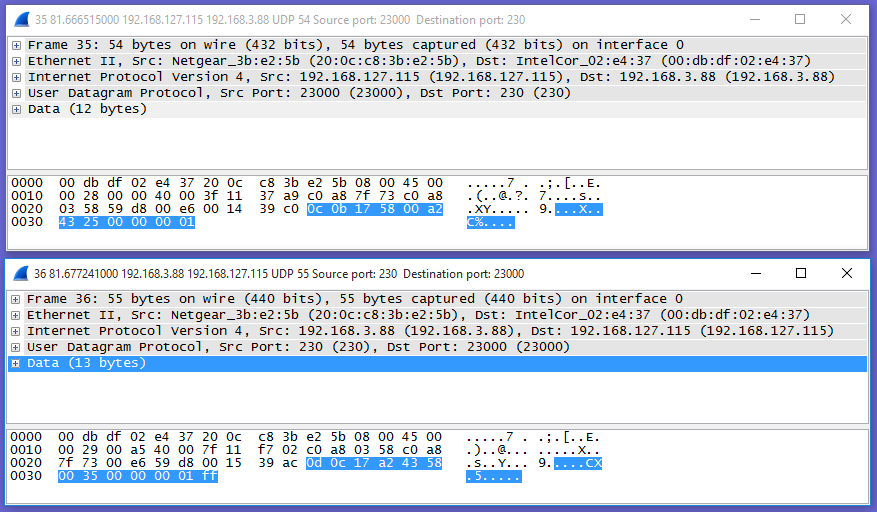 35 81.666515000 192.168.127.115 192.168.3.88 UDP 54 Source port: 23000  Destination port: 230
Frame 35: 54 bytes on wire (432 bits), 54 bytes captured (432 bits) on interface 0
Ethernet II, Src: Netgear_3b:e2:5b (20:0c:c8:3b:e2:5b), Dst: IntelCor_02:e4:37 (00:db:df:02:e4:37)
Internet Protocol Version 4, Src: 192.168.127.115 (192.168.127.115), Dst: 192.168.3.88 (192.168.3.88)
User Datagram Protocol, Src Port: 23000 (23000), Dst Port: 230 (230)
Data (12 bytes)
0000  00 db df 02 e4 37 20 0c  c8 3b e2 5b 08 00 45 00   .....7 . .;.[..E.
0010  00 28 00 00 40 00 3f 11  37 a9 c0 a8 7f 73 c0 a8   .(..@.?. 7....s..
0020  03 58 59 d8 00 e6 00 14  39 c0 0c 0b 17 58 00 a2   .XY..... 9....X..
0030  43 25 00 00 00 01   C%....
36 81.677241000 192.168.3.88 192.168.127.115 UDP 55 Source port: 230  Destination port: 23000
Frame 36: 55 bytes on wire (440 bits), 55 bytes captured (440 bits) on interface 0
Ethernet II, Src: Netgear_3b:e2:5b (20:0c:c8:3b:e2:5b), Dst: IntelCor_02:e4:37 (00:db:df:02:e4:37)
Internet Protocol Version 4, Src: 192.168.3.88 (192.168.3.88), Dst: 192.168.127.115 (192.168.127.115)
User Datagram Protocol, Src Port: 230 (230), Dst Port: 23000 (23000)
Data (13 bytes)
0000  00 db df 02 e4 37 20 0c  c8 3b e2 5b 08 00 45 00   .....7 . .;.[..E.
0010  00 29 00 a5 40 00 7f 11  f7 02 c0 a8 03 58 c0 a8   .)..@... .....X..
0020  7f 73 00 e6 59 d8 00 15  39 ac 0d 0c 17 a2 43 58   .s..Y... 9.....CX
0030  00 35 00 00 00 01 ff   .5.....